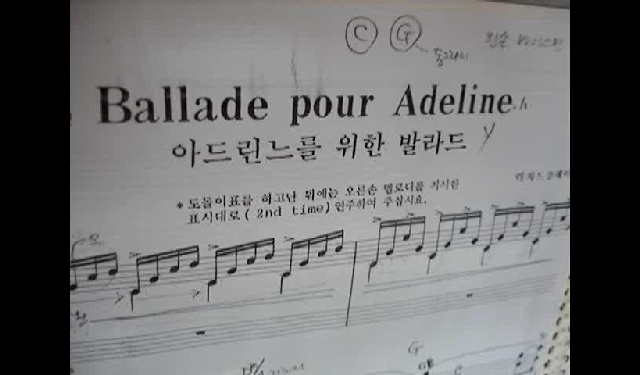 C G
Ballade pour Adeline
아드린느를 위한 발라드 y
* 도돌이표를 하고난 뒤에는 오른손 멜로디를 지시한
표시대로 (2nd time) 연주하여 주십시요.
G
C